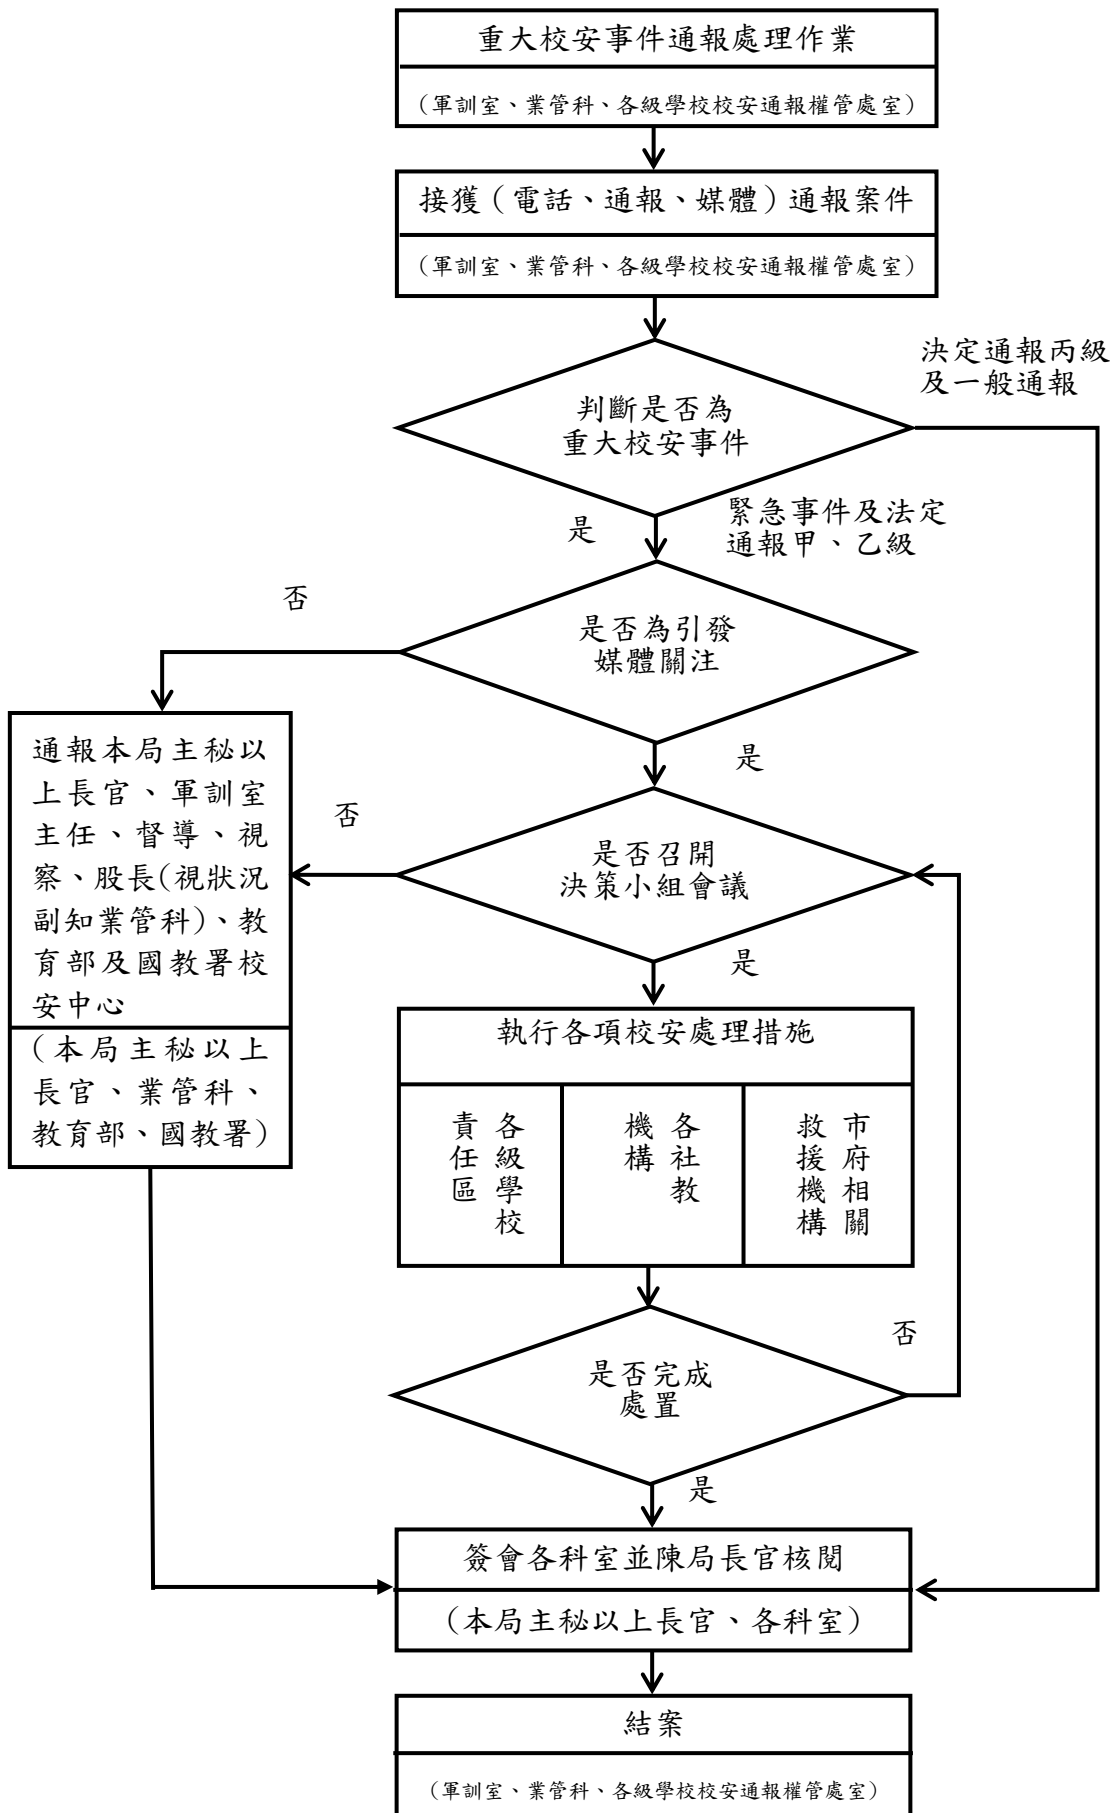 重大校安事件通報處理作業
（軍訓室、業管科、各級學校校安通報權管處室）
接獲（電話、通報、媒體）通報案件
（軍訓室、業管科、各級學校校安通報權管處室）
決定通報丙級
及一般通報
判斷是否為
重大校安事件
是
緊急事件及法定
通報甲、乙級
否
是否為引發
媒體關注
是
通報本局主秘以
上長官、軍訓室
主任、督導、視
察、股長(視狀況
副知業管科)、教
育部及國教署校
安中心
（本局主秘以上
長官、業管科、
教育部、國教署）
否
是否召開
決策小組會議
是
執行各項校安處理措施
各級學校
責任區
各社教
機構
市府相關
救援機構
否
是否完成
處置
是
簽會各科室並陳局長官核閱
（本局主秘以上長官、各科室）
結案
（軍訓室、業管科、各級學校校安通報權管處室）